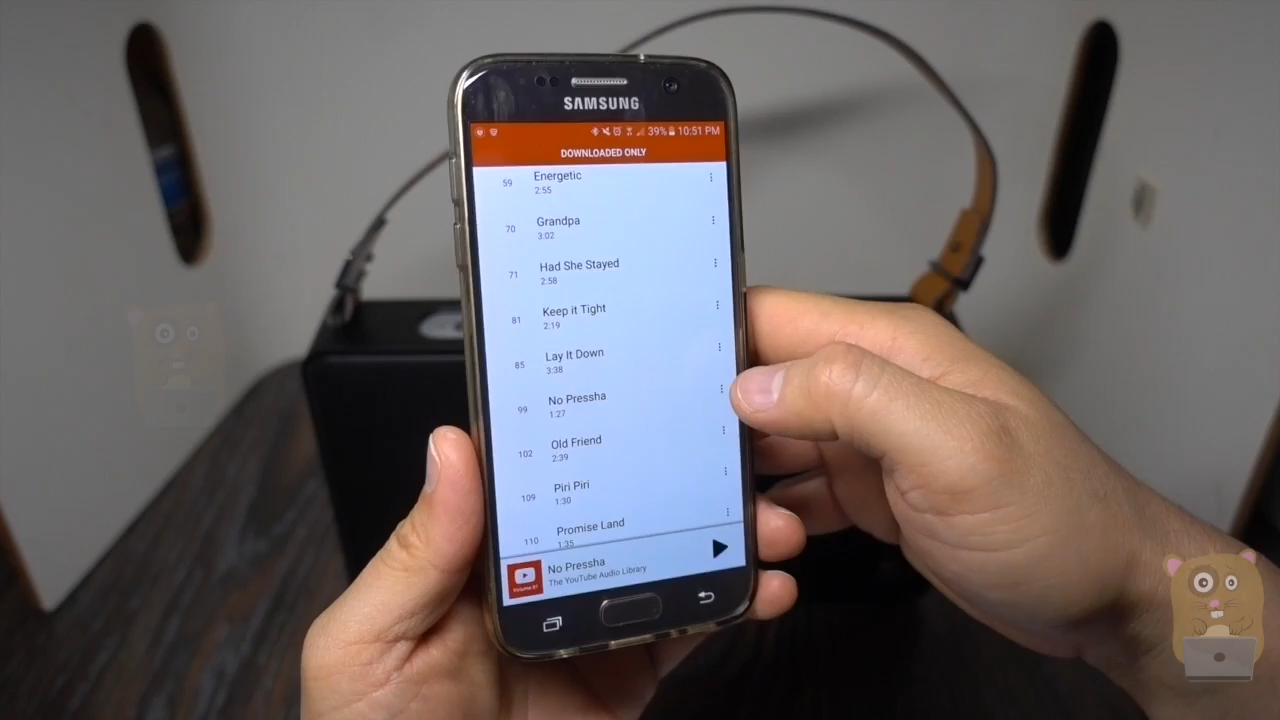 SAMSUNG
39% 10:51 PM
DOWNLOADED ONLY
59 Energetic
2:55
70 Grandpa
3:02
71 Had She Stayed
2:58
81 Keep it Tight
2:19
85 Lay It Down
3:38
99 No Pressha
1:27
102 Old Friend
2:39
109 Piri Piri
1:30
110 Promise Land
1:35
No Pressha
The YouTube Audio Library